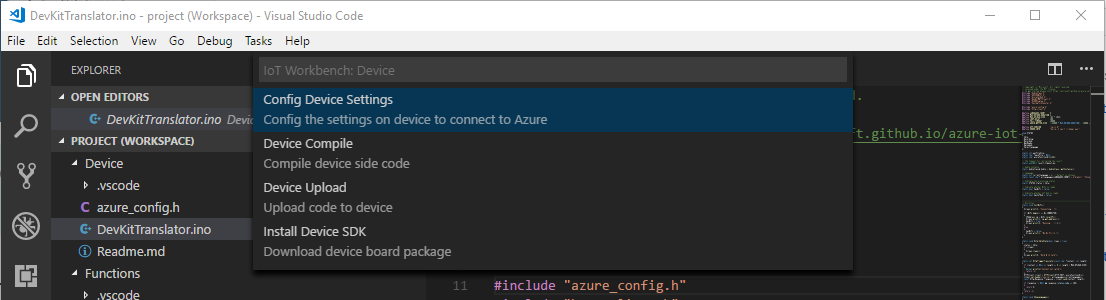 DevKitTranslator.ino - project (Workspace) - Visual Studio Code
File Edit Selection View Go Debug Tasks Help
EXPLORER
IoT Workbench: Device
OPEN EDITORS
DevKitTranslator.ino
PROJECT (WORKSPACE)
Device
.vscode
azure_config.h
DevKitTranslator.ino
Readme.md
Functions
.vscode
Config Device Settings
Config the settings on device to connect to Azure
Device Compile
Compile device side code
Device Upload
Upload code to device
Install Device SDK
Download device board package
ft.github.io/azure-iot-
11 #include "azure_config.h"